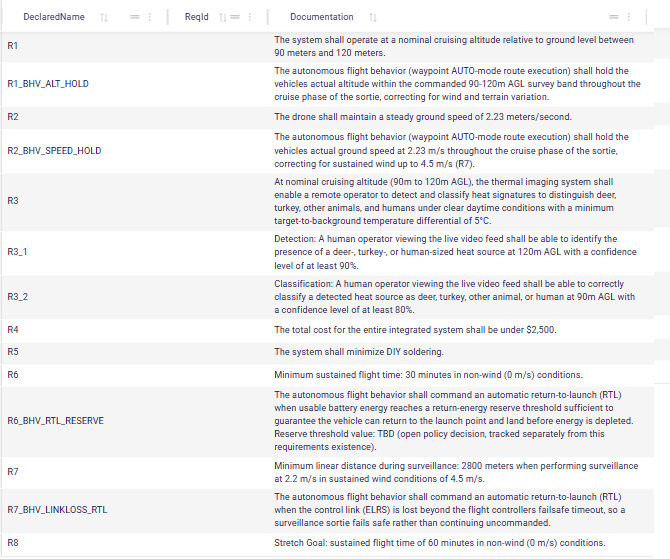 DeclaredName ReqId Documentation
R1
The system shall operate at a nominal cruising altitude relative to ground level between
90 meters and 120 meters.
R1_BHV_ALT_HOLD
The autonomous flight behavior (waypoint AUTO-mode route execution) shall hold the
vehicles actual altitude within the commanded 90-120m AGL survey band throughout the
cruise phase of the sortie, correcting for wind and terrain variation.
R2
The drone shall maintain a steady ground speed of 2.23 meters/second.
R2_BHV_SPEED_HOLD
The autonomous flight behavior (waypoint AUTO-mode route execution) shall hold the
vehicles actual ground speed at 2.23 m/s throughout the cruise phase of the sortie,
correcting for sustained wind up to 4.5 m/s (R7).
R3
At nominal cruising altitude (90m to 120m AGL), the thermal imaging system shall
enable a remote operator to detect and classify heat signatures to distinguish deer,
turkey, other animals, and humans under clear daytime conditions with a minimum
target-to-background temperature differential of 5°C.
R3_1
Detection: A human operator viewing the live video feed shall be able to identify the
presence of a deer-, turkey-, or human-sized heat source at 120m AGL with a confidence
level of at least 90%.
R3_2
Classification: A human operator viewing the live video feed shall be able to correctly
classify a detected heat source as deer, turkey, other animal, or human at 90m AGL with
a confidence level of at least 80%.
R4
The total cost for the entire integrated system shall be under $2,500.
R5
The system shall minimize DIY soldering.
R6
Minimum sustained flight time: 30 minutes in non-wind (0 m/s) conditions.
R6_BHV_RTL_RESERVE
The autonomous flight behavior shall command an automatic return-to-launch (RTL)
when usable battery energy reaches a return-energy reserve threshold sufficient to
guarantee the vehicle can return to the launch point and land before energy is depleted.
Reserve threshold value: TBD (open policy decision, tracked separately from this
requirements existence).
R7
Minimum linear distance during surveillance: 2800 meters when performing surveillance
at 2.2 m/s in sustained wind conditions of 4.5 m/s.
R7_BHV_LINKLOSS_RTL
The autonomous flight behavior shall command an automatic return-to-launch (RTL)
when the control link (ELRS) is lost beyond the flight controllers failsafe timeout, so a
surveillance sortie fails safe rather than continuing uncommanded.
R8
Stretch Goal: sustained flight time of 60 minutes in non-wind (0 m/s) conditions.